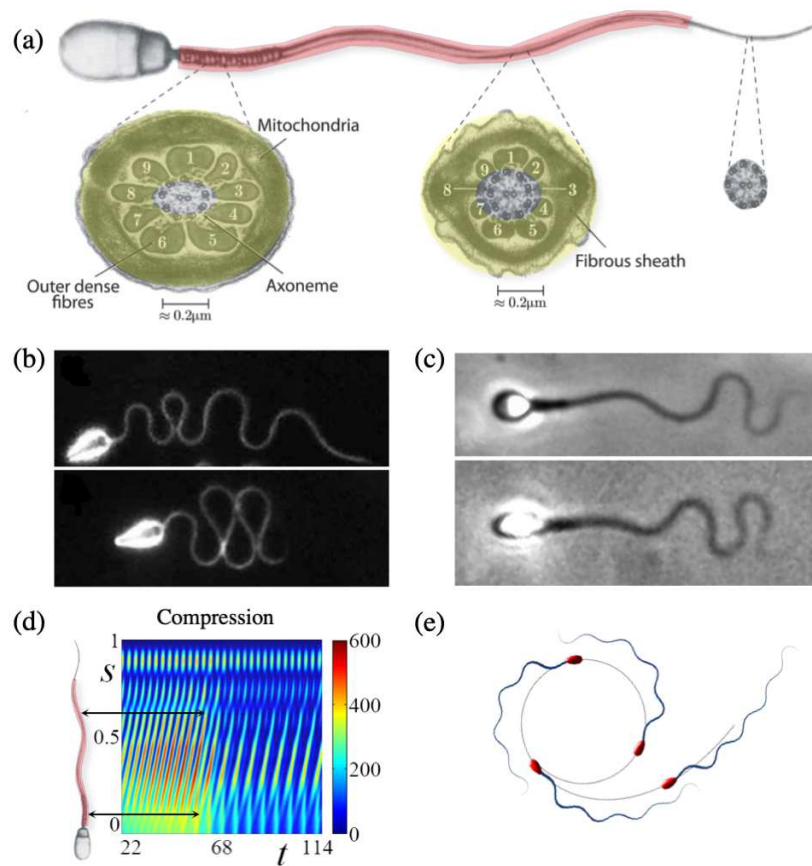 (a)
Mitochondria
1
2
3
4
5
6
7
8
9
Outer dense
fibres
Axoneme
≈ 0.2μm
1
2
3
4
5
6
7
8
9
Fibrous sheath
≈ 0.2μm
(b)
(c)
(d)
Compression
1
s
0.5
0
22
68
t
114
600
400
200
0
(e)